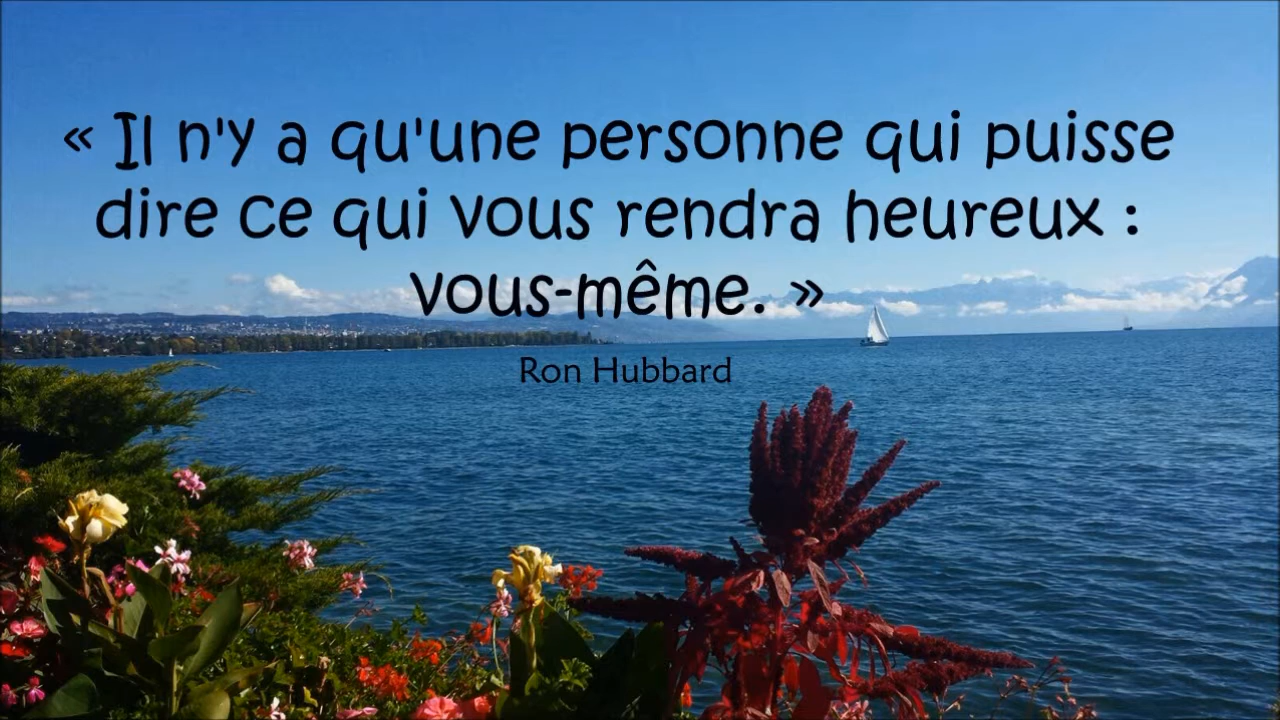 « Il n'y a qu'une personne qui puisse
dire ce qui vous rendra heureux :
vous-même. »
Ron Hubbard